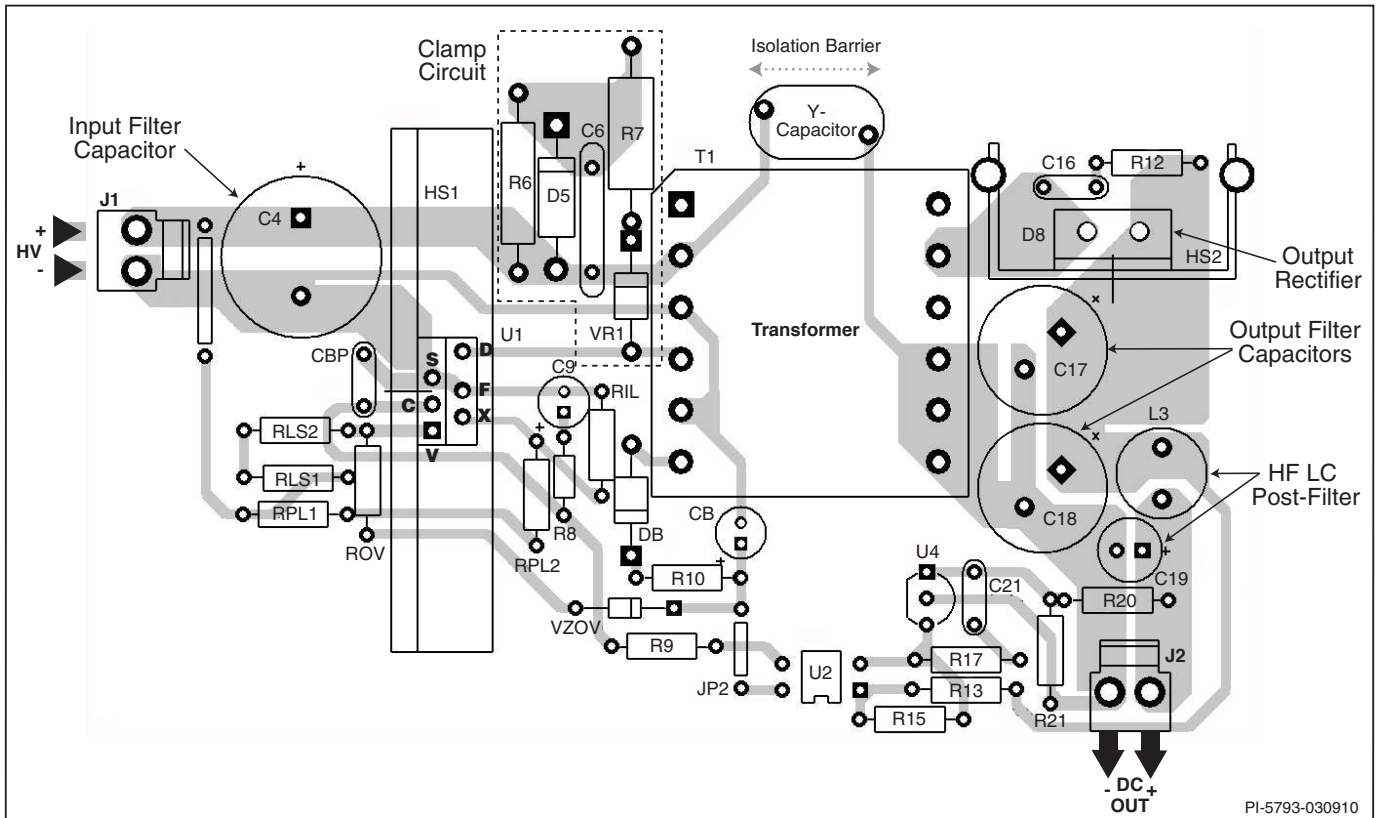 Clamp
Circuit
Isolation Barrier
Y-
Capacitor
Input Filter
Capacitor
+
C6
R7
T1
C16
R12
J1
HS1
R6
D5
C4
+
HV
-
D8
HS2
Output
Rectifier
U1
VR1
Transformer
Output Filter
Capacitors
CBP
S
D
C9
RIL
F
C
X
C17
L3
RLS2
V
+
RLS1
HF LC
Post-Filter
RPL1
CB
C18
ROV
RPL2
R8
DB
+
U4
+
C19
R10
C21
R20
VZOV
R9
U2
R17
J2
JP2
R13
R15
R21
- DC +
OUT
PI-5793-030910